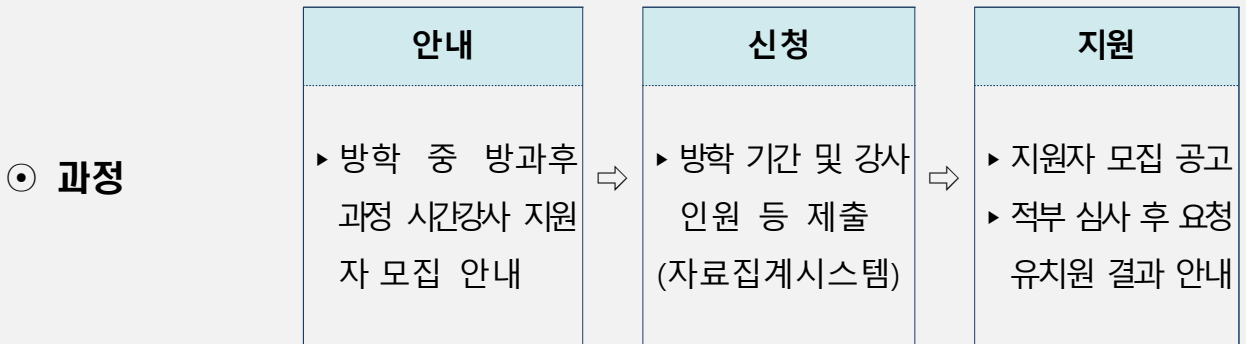 ⊙ 과정
안내
▸ 방학 중 방과후
과정 시간강사 지원
자 모집 안내
⇨
신청
▸ 방학 기간 및 강사
인원 등 제출
(자료집계시스템)
⇨
지원
▸ 지원자 모집 공고
▸ 적부 심사 후 요청
유치원 결과 안내